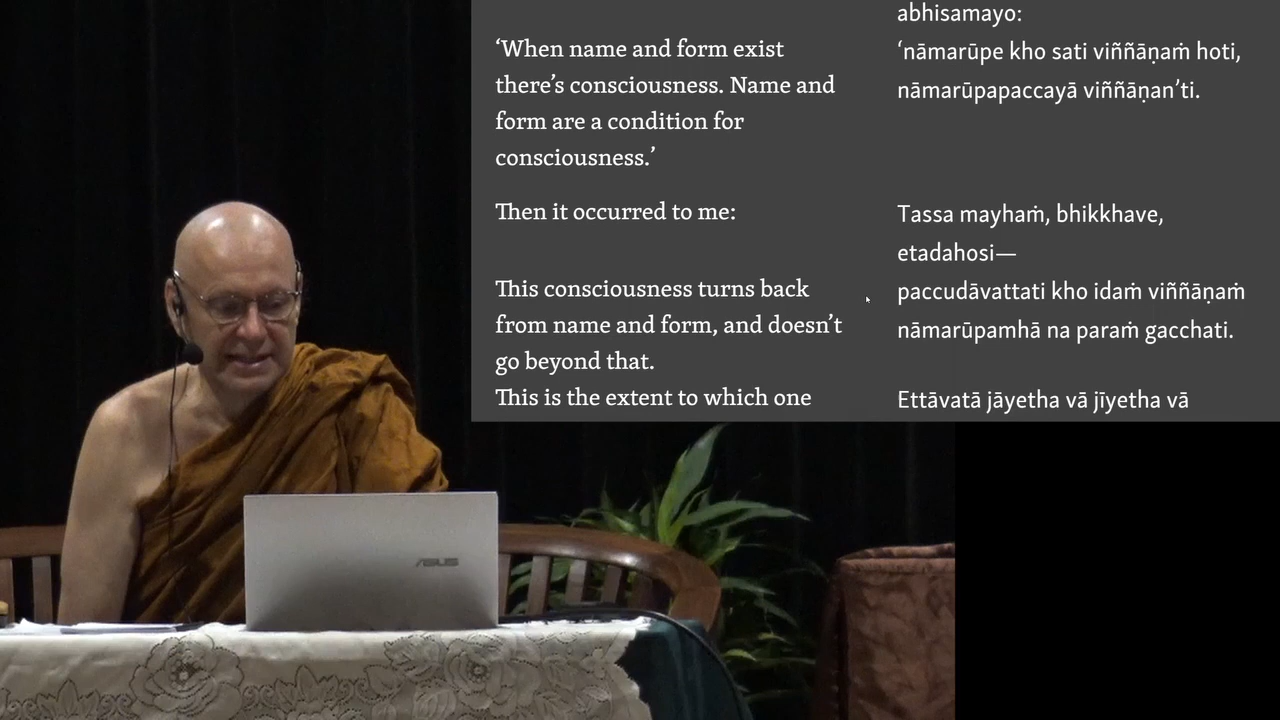 ‘When name and form exist
there’s consciousness. Name and
form are a condition for
consciousness.’
Then it occurred to me:
This consciousness turns back
from name and form, and doesn’t
go beyond that.
This is the extent to which one
abhisamayo:
‘nāmarūpe kho sati viññāṇaṁ hoti,
nāmarūpapaccayā viññāṇan’ti.
Tassa mayhaṁ, bhikkhave,
etadahosi—
paccudāvattati kho idaṁ viññāṇaṁ
nāmarūpamhā na paraṁ gacchati.
Ettāvatā jāyetha vā jīyetha vā
ASUS